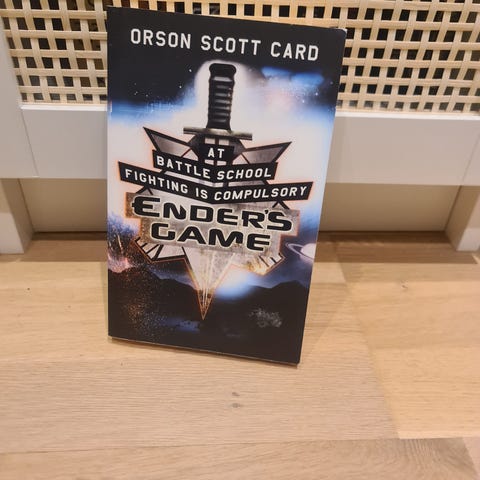 ORSON SCOTT CARD
AT
BATTLE SCHOOL
FIGHTING IS COMPULSORY
ENDER'S
GAME